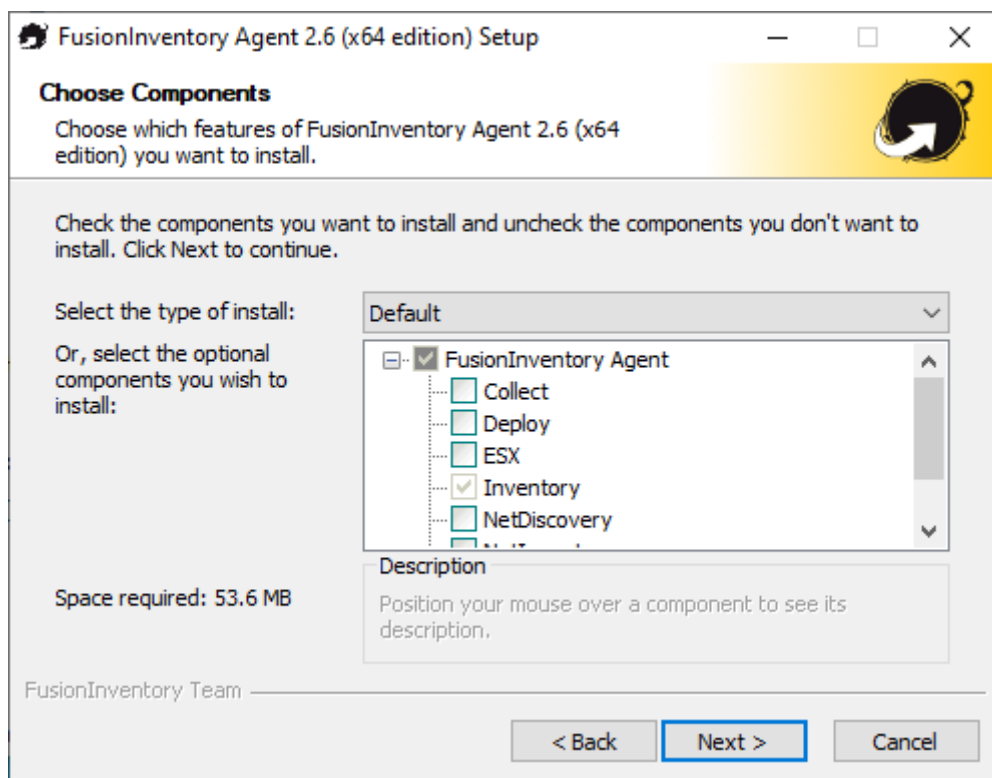 FusionInventory Agent 2.6 (x64 edition) Setup
Choose Components
Choose which features of FusionInventory Agent 2.6 (x64
edition) you want to install.
Check the components you want to install and uncheck the components you don't want to
install. Click Next to continue.
Select the type of install:
Default
Or, select the optional
components you wish to
install:
FusionInventory Agent
Collect
Deploy
ESX
Inventory
NetDiscovery
Space required: 53.6 MB
Description
Position your mouse over a component to see its
description.
FusionInventory Team
< Back
Next >
Cancel